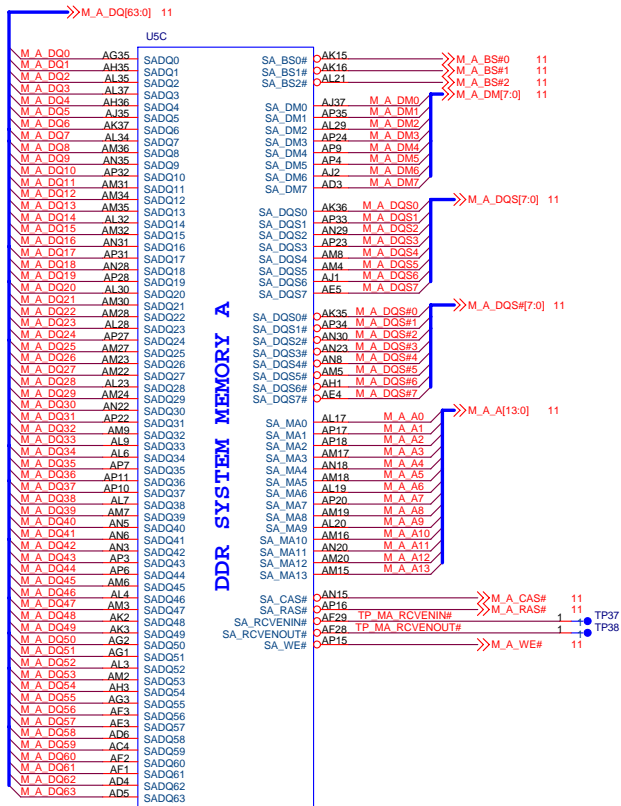 M_A_DQ[63:0] 11
U5C
DDR SYSTEM MEMORY A
M_A_DQ0 AG35 SADQ0
M_A_DQ1 AH35 SADQ1
M_A_DQ2 AL35 SADQ2
M_A_DQ3 AL37 SADQ3
M_A_DQ4 AH36 SADQ4
M_A_DQ5 AJ35 SADQ5
M_A_DQ6 AK37 SADQ6
M_A_DQ7 AL34 SADQ7
M_A_DQ8 AM36 SADQ8
M_A_DQ9 AN35 SADQ9
M_A_DQ10 AP32 SADQ10
M_A_DQ11 AM31 SADQ11
M_A_DQ12 AM34 SADQ12
M_A_DQ13 AM35 SADQ13
M_A_DQ14 AL32 SADQ14
M_A_DQ15 AM32 SADQ15
M_A_DQ16 AN31 SADQ16
M_A_DQ17 AP31 SADQ17
M_A_DQ18 AN28 SADQ18
M_A_DQ19 AP28 SADQ19
M_A_DQ20 AL30 SADQ20
M_A_DQ21 AM30 SADQ21
M_A_DQ22 AM28 SADQ22
M_A_DQ23 AL28 SADQ23
M_A_DQ24 AP27 SADQ24
M_A_DQ25 AM27 SADQ25
M_A_DQ26 AM23 SADQ26
M_A_DQ27 AM22 SADQ27
M_A_DQ28 AL23 SADQ28
M_A_DQ29 AM24 SADQ29
M_A_DQ30 AN22 SADQ30
M_A_DQ31 AP22 SADQ31
M_A_DQ32 AM9 SADQ32
M_A_DQ33 AL9 SADQ33
M_A_DQ34 AL6 SADQ34
M_A_DQ35 AP7 SADQ35
M_A_DQ36 AP11 SADQ36
M_A_DQ37 AP10 SADQ37
M_A_DQ38 AL7 SADQ38
M_A_DQ39 AM7 SADQ39
M_A_DQ40 AN5 SADQ40
M_A_DQ41 AN6 SADQ41
M_A_DQ42 AN3 SADQ42
M_A_DQ43 AP3 SADQ43
M_A_DQ44 AP6 SADQ44
M_A_DQ45 AM6 SADQ45
M_A_DQ46 AL4 SADQ46
M_A_DQ47 AM3 SADQ47
M_A_DQ48 AK2 SADQ48
M_A_DQ49 AK3 SADQ49
M_A_DQ50 AG2 SADQ50
M_A_DQ51 AG1 SADQ51
M_A_DQ52 AL3 SADQ52
M_A_DQ53 AM2 SADQ53
M_A_DQ54 AH3 SADQ54
M_A_DQ55 AG3 SADQ55
M_A_DQ56 AF3 SADQ56
M_A_DQ57 AE3 SADQ57
M_A_DQ58 AD6 SADQ58
M_A_DQ59 AC4 SADQ59
M_A_DQ60 AF2 SADQ60
M_A_DQ61 AF1 SADQ61
M_A_DQ62 AD4 SADQ62
M_A_DQ63 AD5 SADQ63
SA_BS0# AK15 M_A_BS#0 11
SA_BS1# AK16 M_A_BS#1 11
SA_BS2# AL21 M_A_BS#2 11
M_A_DM[7:0] 11
SA_DM0 AJ37 M_A_DM0
SA_DM1 AP35 M_A_DM1
SA_DM2 AL29 M_A_DM2
SA_DM3 AP24 M_A_DM3
SA_DM4 AP9 M_A_DM4
SA_DM5 AP4 M_A_DM5
SA_DM6 AJ2 M_A_DM6
SA_DM7 AD3 M_A_DM7
M_A_DQS[7:0] 11
SA_DQS0 AK36 M_A_DQS0
SA_DQS1 AP33 M_A_DQS1
SA_DQS2 AN29 M_A_DQS2
SA_DQS3 AP23 M_A_DQS3
SA_DQS4 AM8 M_A_DQS4
SA_DQS5 AM4 M_A_DQS5
SA_DQS6 AJ1 M_A_DQS6
SA_DQS7 AE5 M_A_DQS7
M_A_DQS#[7:0] 11
SA_DQS0# AK35 M_A_DQS#0
SA_DQS1# AP34 M_A_DQS#1
SA_DQS2# AN30 M_A_DQS#2
SA_DQS3# AN23 M_A_DQS#3
SA_DQS4# AN8 M_A_DQS#4
SA_DQS5# AM5 M_A_DQS#5
SA_DQS6# AH1 M_A_DQS#6
SA_DQS7# AE4 M_A_DQS#7
M_A_A[13:0] 11
SA_MA0 AL17 M_A_A0
SA_MA1 AP17 M_A_A1
SA_MA2 AP18 M_A_A2
SA_MA3 AM17 M_A_A3
SA_MA4 AN18 M_A_A4
SA_MA5 AM18 M_A_A5
SA_MA6 AL19 M_A_A6
SA_MA7 AP20 M_A_A7
SA_MA8 AM19 M_A_A8
SA_MA9 AL20 M_A_A9
SA_MA10 AM16 M_A_A10
SA_MA11 AN20 M_A_A11
SA_MA12 AM20 M_A_A12
SA_MA13 AM15 M_A_A13
SA_CAS# AN15 M_A_CAS# 11
SA_RAS# AP16 M_A_RAS# 11
SA_RCVENIN# AF29 TP_MA_RCVENIN# 1 1 TP37
SA_RCVENOUT# AF28 TP_MA_RCVENOUT# 1 1 TP38
SA_WE# AP15 M_A_WE# 11